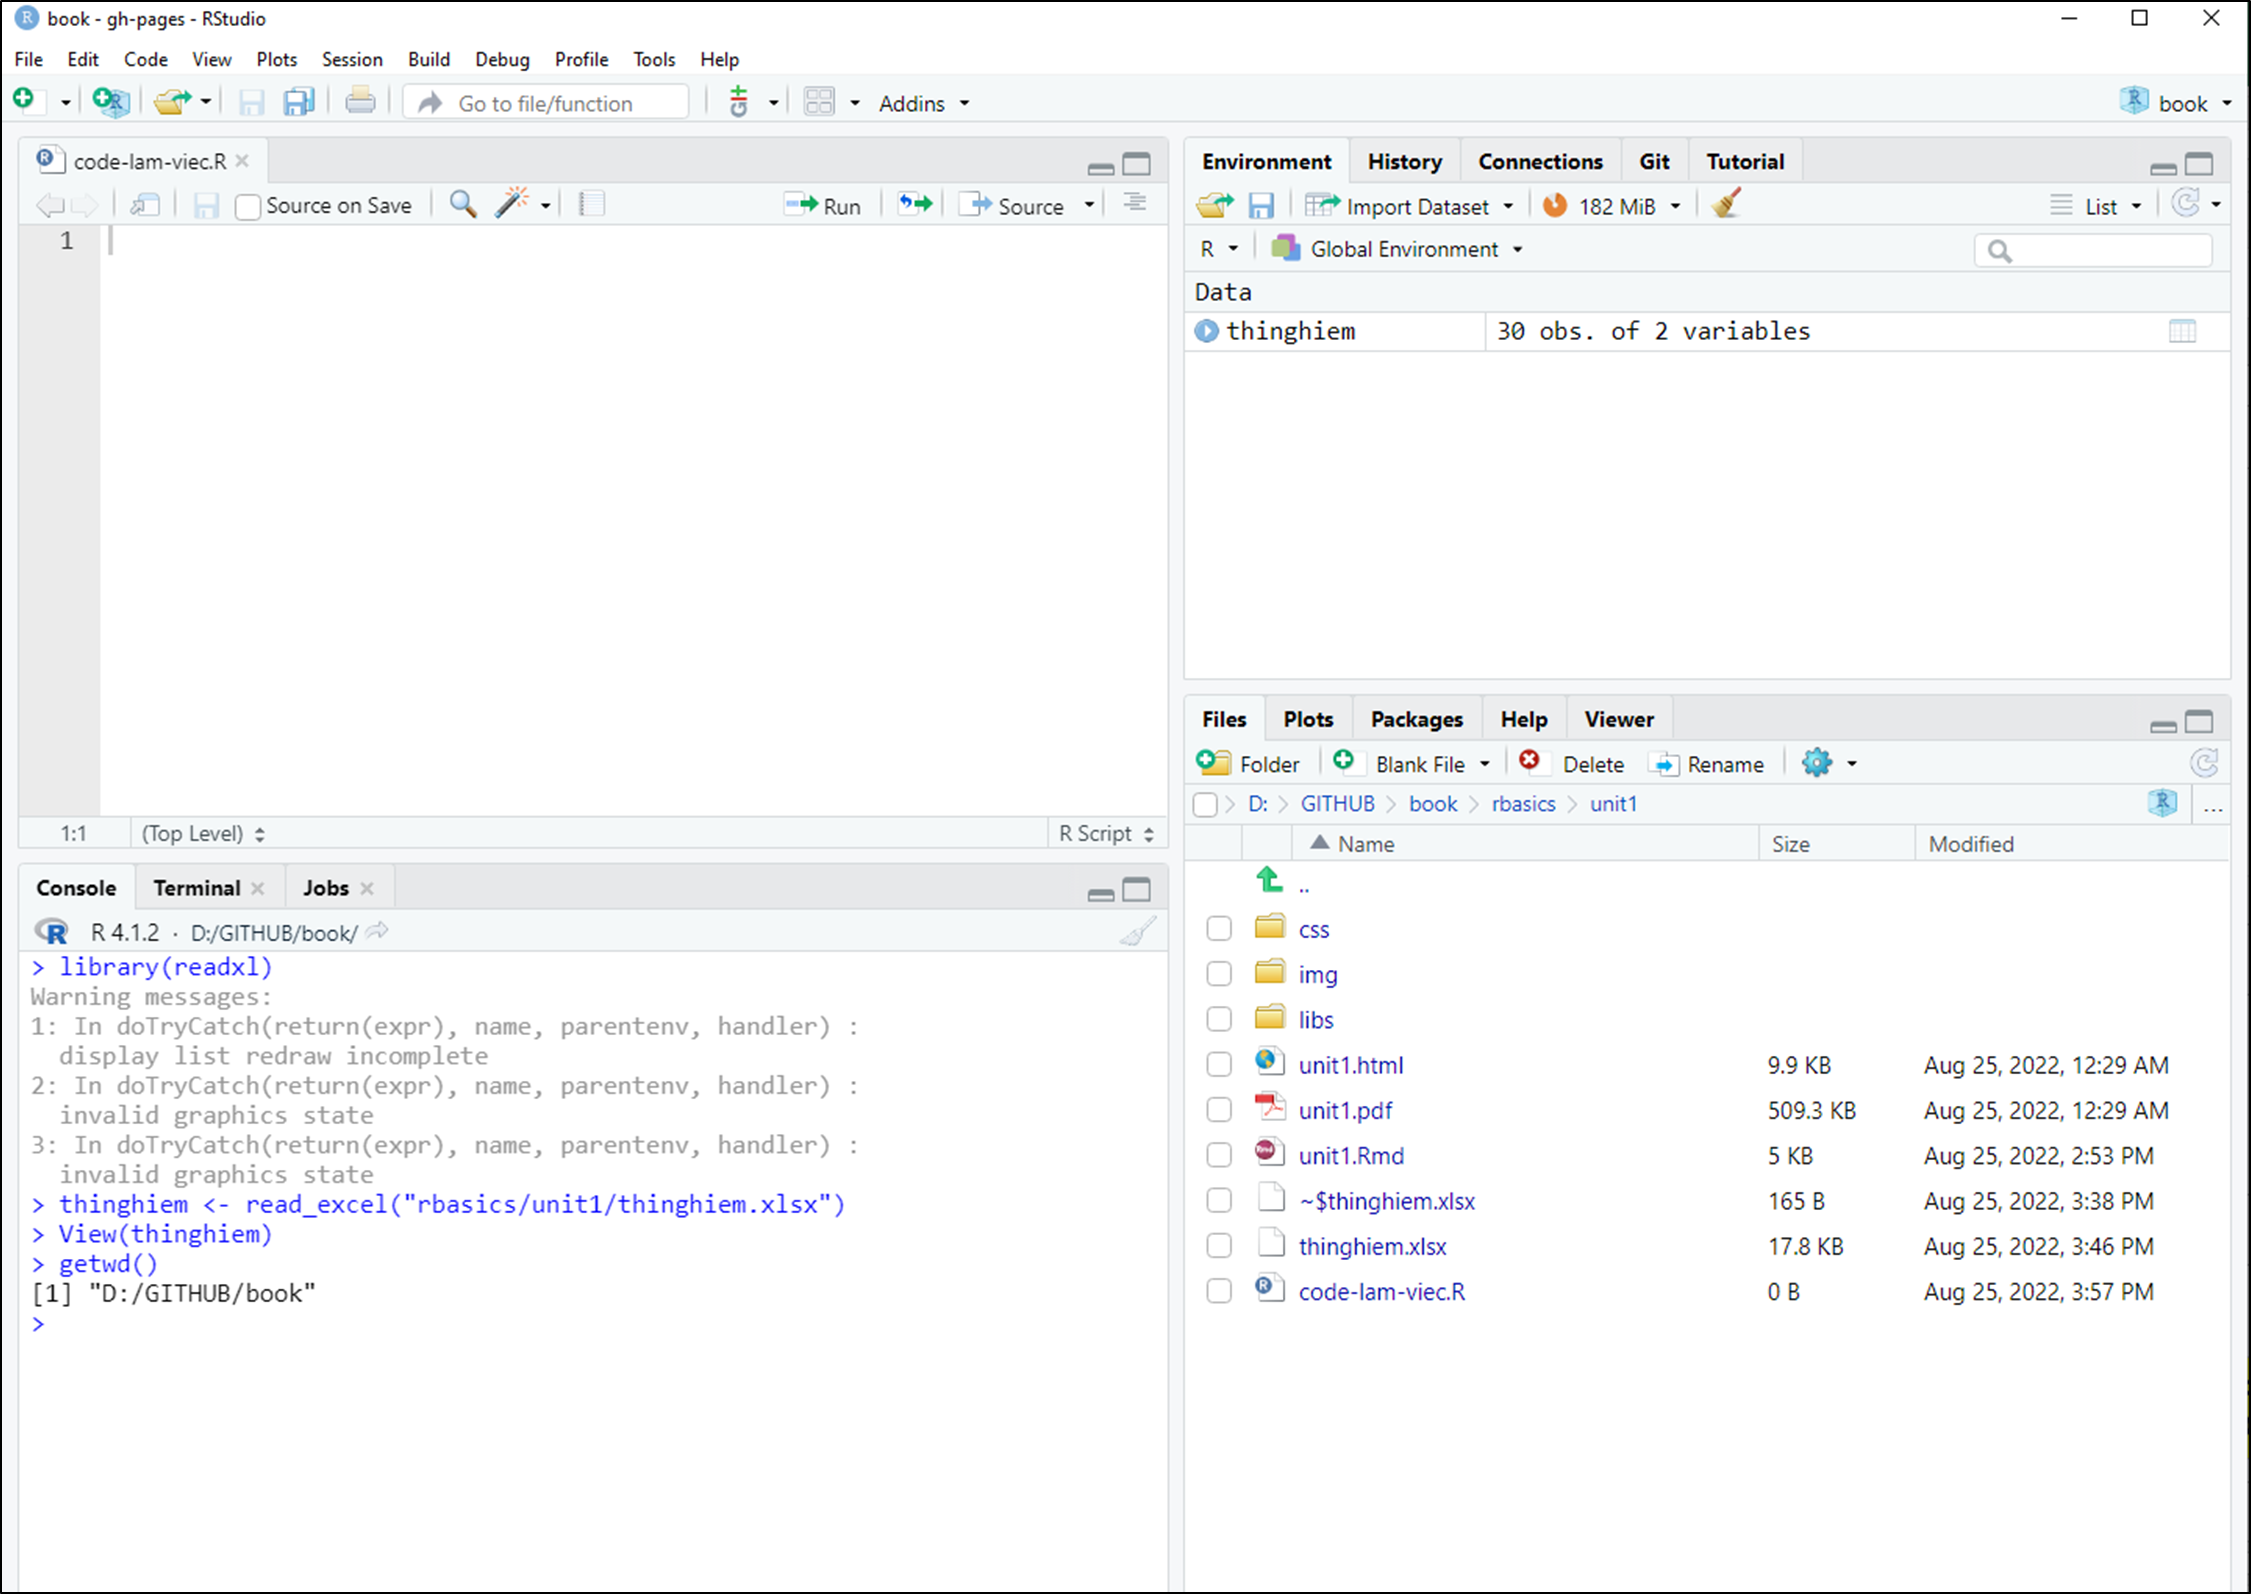 book - gh-pages - RStudio
File Edit Code View Plots Session Build Debug Profile Tools Help
Go to file/function Addins book
code-lam-viec.R
Source on Save Run Source
1
1:1 (Top Level) R Script
Console Terminal Jobs
R 4.1.2 · D:/GITHUB/book/
> library(readxl)
Warning messages:
1: In doTryCatch(return(expr), name, parentenv, handler) :
  display list redraw incomplete
2: In doTryCatch(return(expr), name, parentenv, handler) :
  invalid graphics state
3: In doTryCatch(return(expr), name, parentenv, handler) :
  invalid graphics state
> thinghiem <- read_excel("rbasics/unit1/thinghiem.xlsx")
> View(thinghiem)
> getwd()
[1] "D:/GITHUB/book"
>
Environment History Connections Git Tutorial
Import Dataset 182 MiB List
R Global Environment
Data
thinghiem 30 obs. of 2 variables
Files Plots Packages Help Viewer
Folder Blank File Delete Rename
D: GITHUB book rbasics unit1 ...
Name Size Modified
..
css
img
libs
unit1.html 9.9 KB Aug 25, 2022, 12:29 AM
unit1.pdf 509.3 KB Aug 25, 2022, 12:29 AM
unit1.Rmd 5 KB Aug 25, 2022, 2:53 PM
~$thinghiem.xlsx 165 B Aug 25, 2022, 3:38 PM
thinghiem.xlsx 17.8 KB Aug 25, 2022, 3:46 PM
code-lam-viec.R 0 B Aug 25, 2022, 3:57 PM